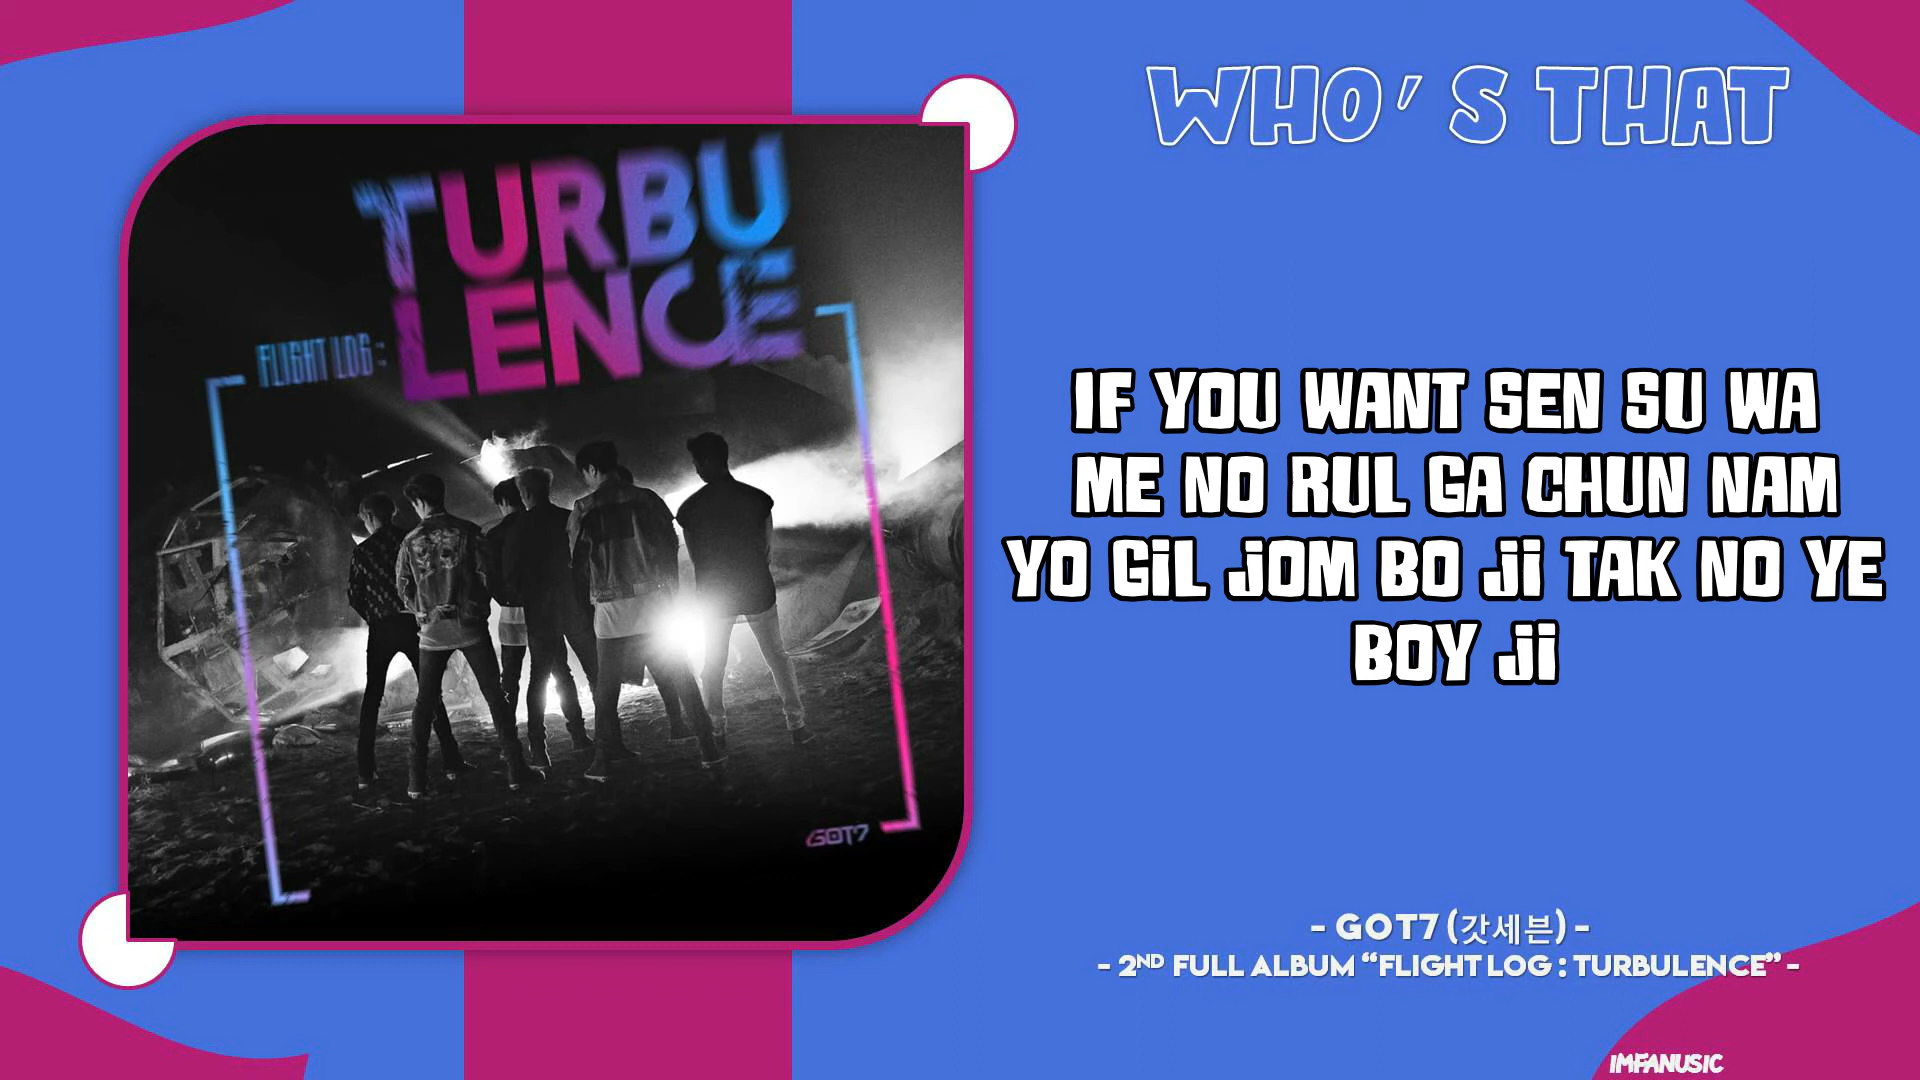 WHO'S THAT
TURBU
LENCE
FLIGHT LOG :
GOT7
IF YOU WANT SEN SU WA
ME NO RUL GA CHUN NAM
YO GiL JOM BO Ji TAK NO YE
BOY Ji
- GOT7 (갓세븐) -
- 2ND FULL ALBUM “FLIGHT LOG : TURBULENCE” -
IMFANUSIC